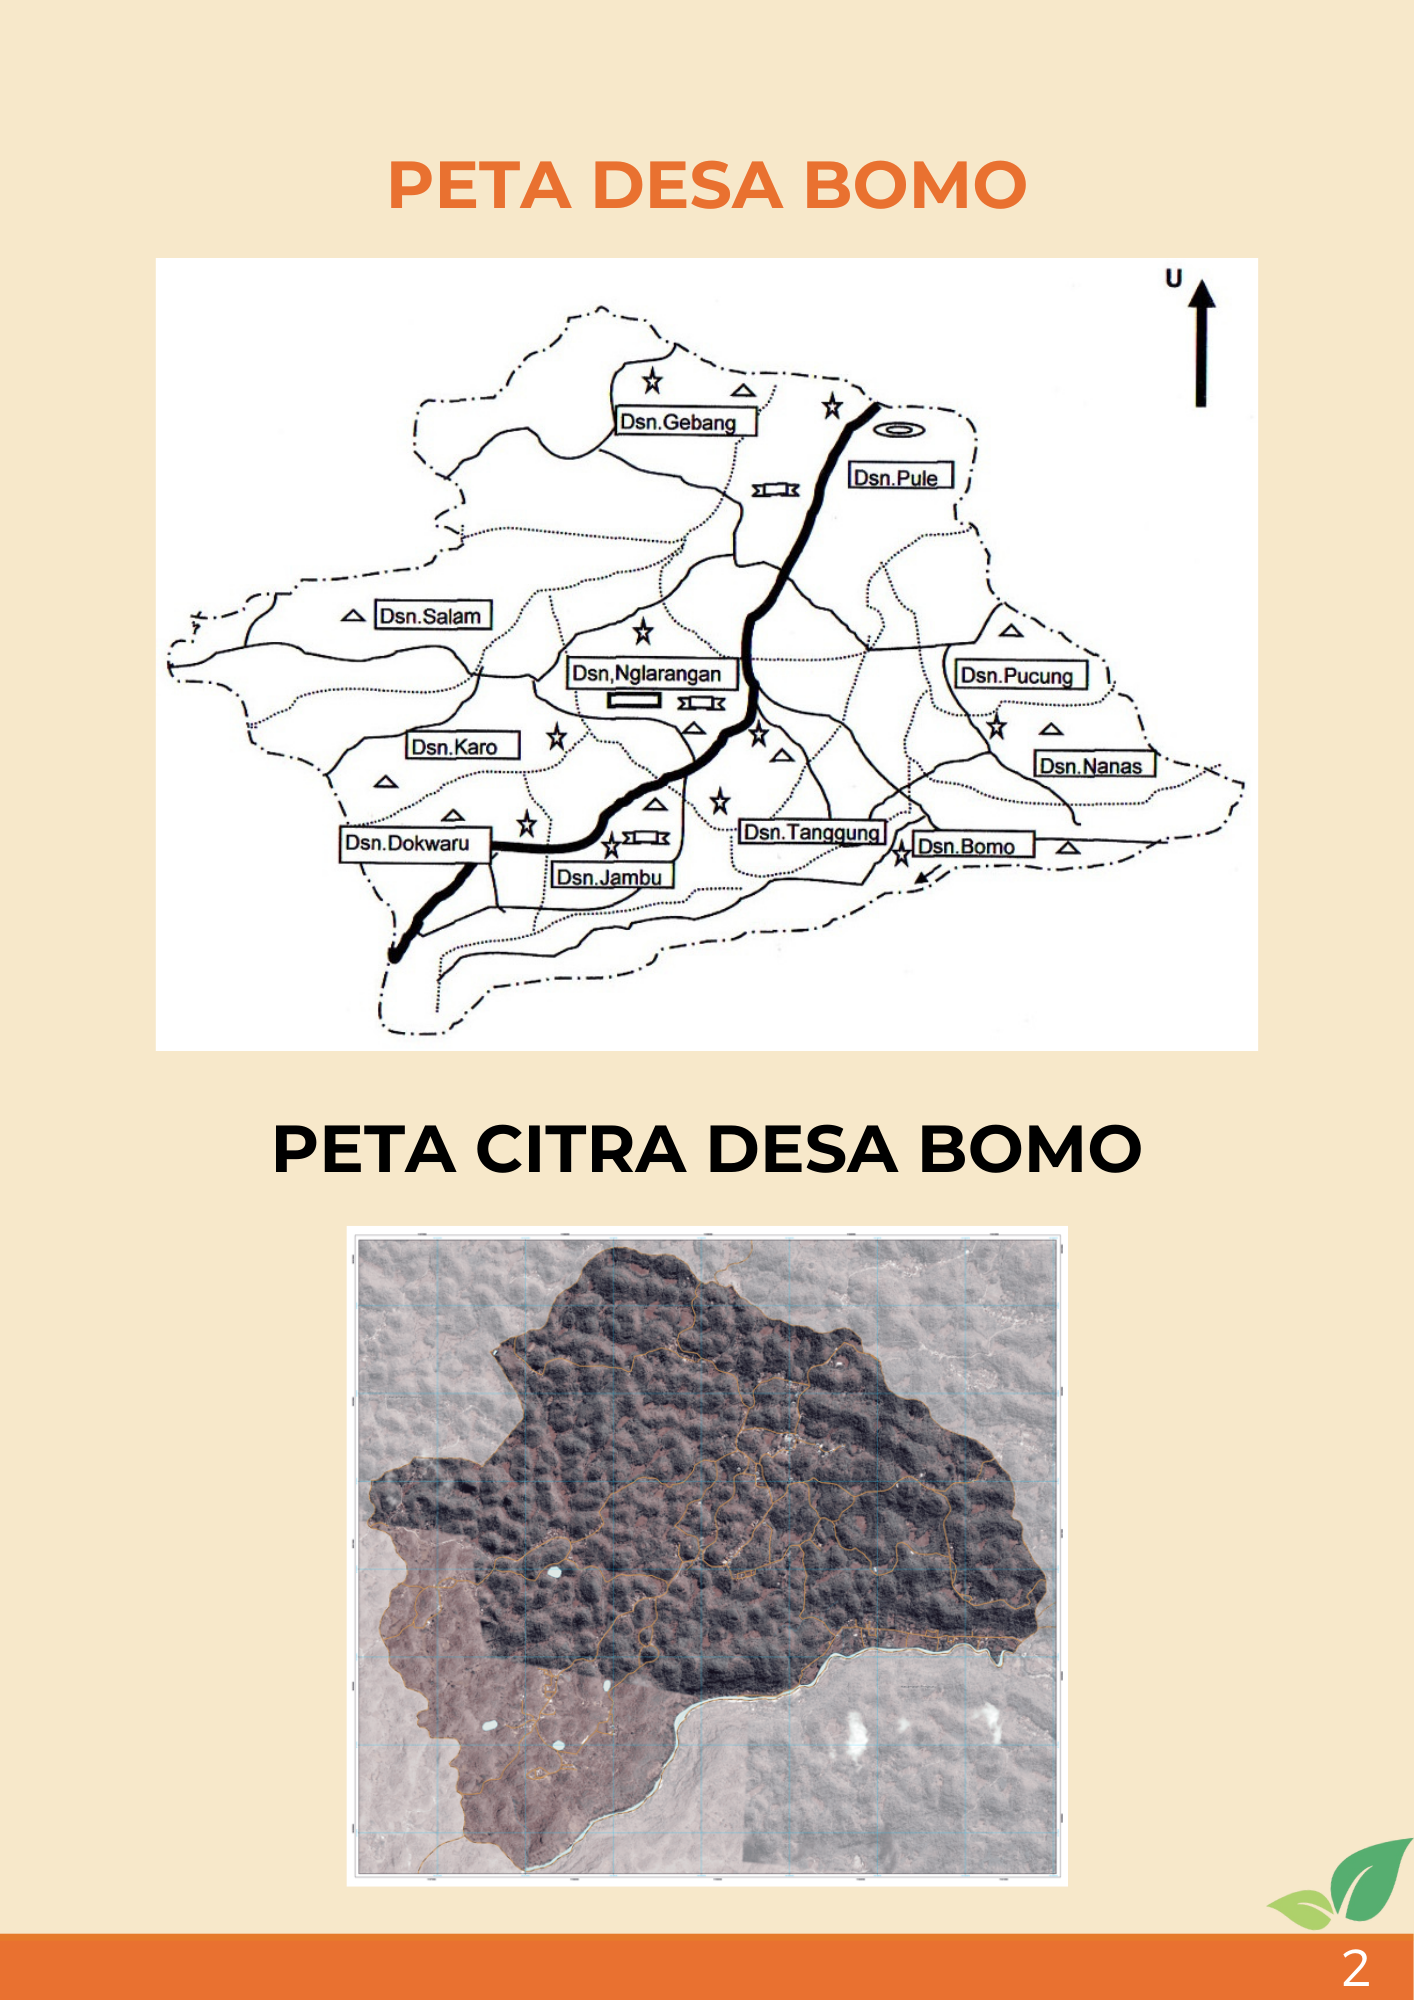 PETA DESA BOMO
U
Dsn.Gebang
Dsn.Pule
Dsn.Salam
Dsn,Nglarangan
Dsn.Pucung
Dsn.Karo
Dsn.Nanas
Dsn.Dokwaru
Dsn.Tanggung
Dsn.Bomo
Dsn.Jambu
PETA CITRA DESA BOMO
2